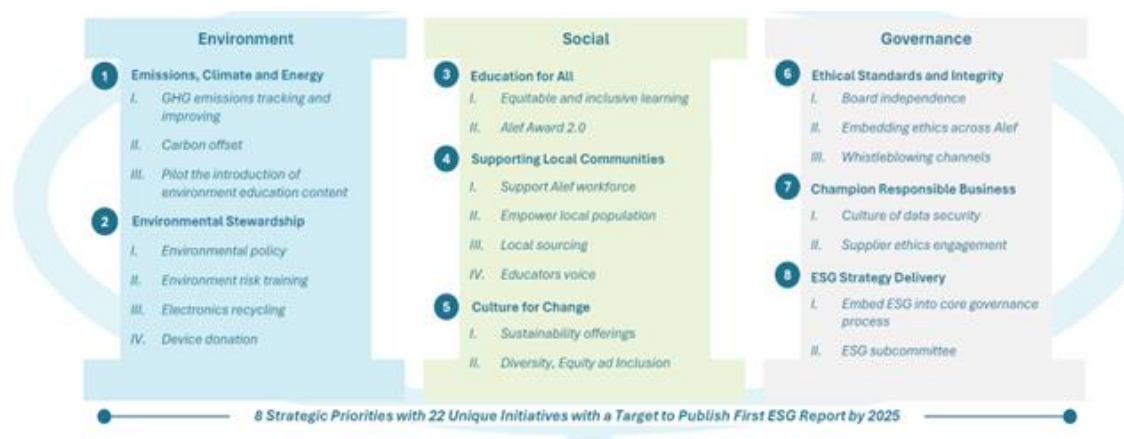 Environment
1
Emissions, Climate and Energy
I. GHG emissions tracking and
improving
II. Carbon offset
III. Pilot the introduction of
environment education content
2
Environmental Stewardship
I. Environmental policy
II. Environment risk training
III. Electronics recycling
IV. Device donation
Social
3
Education for All
I. Equitable and inclusive learning
II. Alef Award 2.0
4
Supporting Local Communities
I. Support Alef workforce
II. Empower local population
III. Local sourcing
IV. Educators voice
5
Culture for Change
I. Sustainability offerings
II. Diversity, Equity ad Inclusion
Governance
6
Ethical Standards and Integrity
I. Board independence
II. Embedding ethics across Alef
III. Whistleblowing channels
7
Champion Responsible Business
I. Culture of data security
II. Supplier ethics engagement
8
ESG Strategy Delivery
I. Embed ESG into core governance
process
II. ESG subcommittee
8 Strategic Priorities with 22 Unique Initiatives with a Target to Publish First ESG Report by 2025